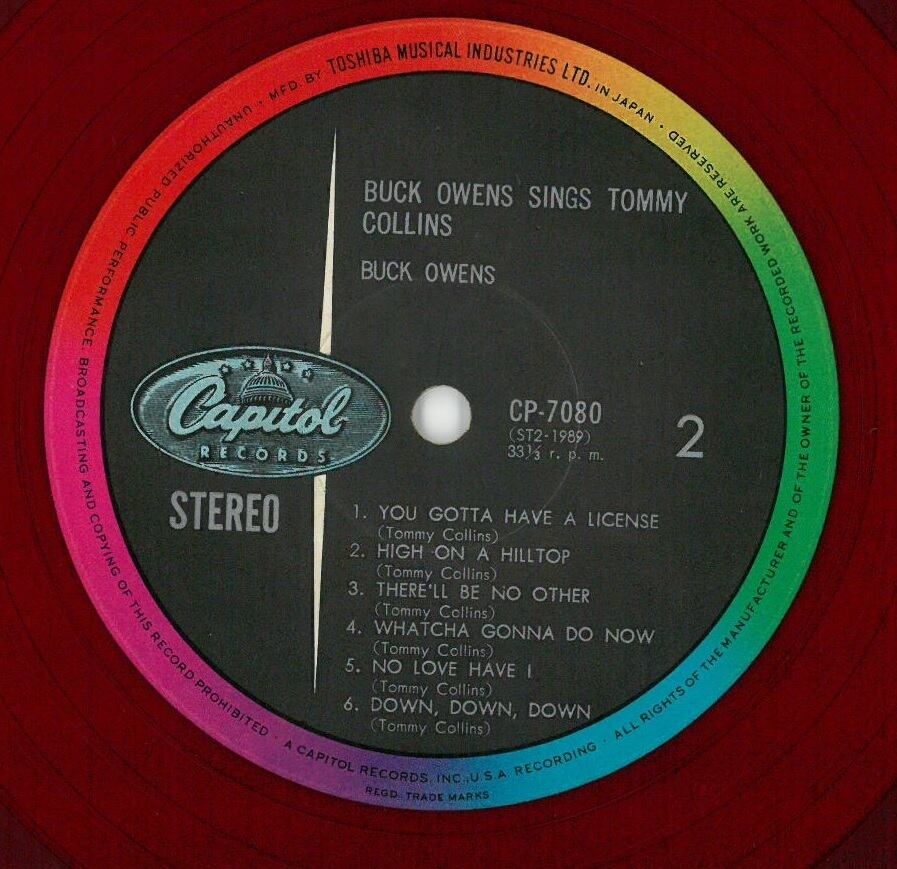 MFD. BY TOSHIBA MUSICAL INDUSTRIES LTD. IN JAPAN ·
ALL RIGHTS OF THE MANUFACTURER AND OF THE OWNER OF THE RECORDED WORK ARE RESERVED
UNAUTHORIZED PUBLIC PERFORMANCE, BROADCASTING AND COPYING OF THIS RECORD PROHIBITED ·
A CAPITOL RECORDS, INC., U.S.A. RECORDING ·
REGD. TRADE MARKS
BUCK OWENS SINGS TOMMY
COLLINS
BUCK OWENS
Capitol
RECORDS
STEREO
CP-7080
(ST2-1989)
33⅓ r. p. m.
2
1. YOU GOTTA HAVE A LICENSE
(Tommy Collins)
2. HIGH ON A HILLTOP
(Tommy Collins)
3. THERE'LL BE NO OTHER
(Tommy Collins)
4. WHATCHA GONNA DO NOW
(Tommy Collins)
5. NO LOVE HAVE I
(Tommy Collins)
6. DOWN, DOWN, DOWN
(Tommy Collins)